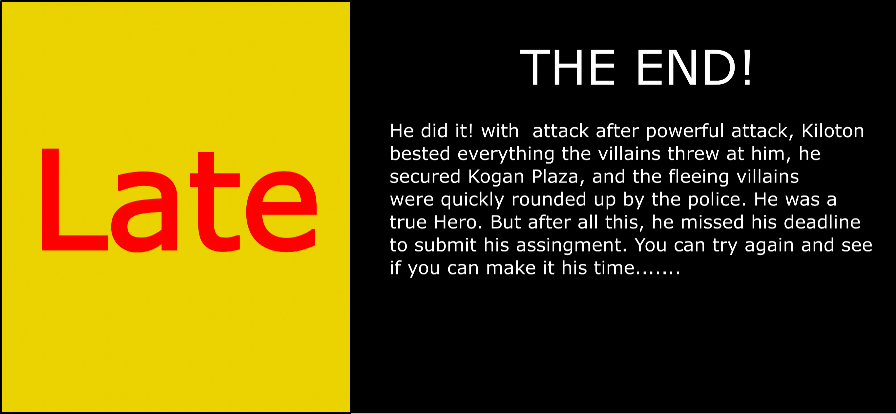 Late
THE END!
He did it! with  attack after powerful attack, Kiloton
bested everything the villains threw at him, he
secured Kogan Plaza, and the fleeing villains
were quickly rounded up by the police. He was a
true Hero. But after all this, he missed his deadline
to submit his assingment. You can try again and see
if you can make it his time.......